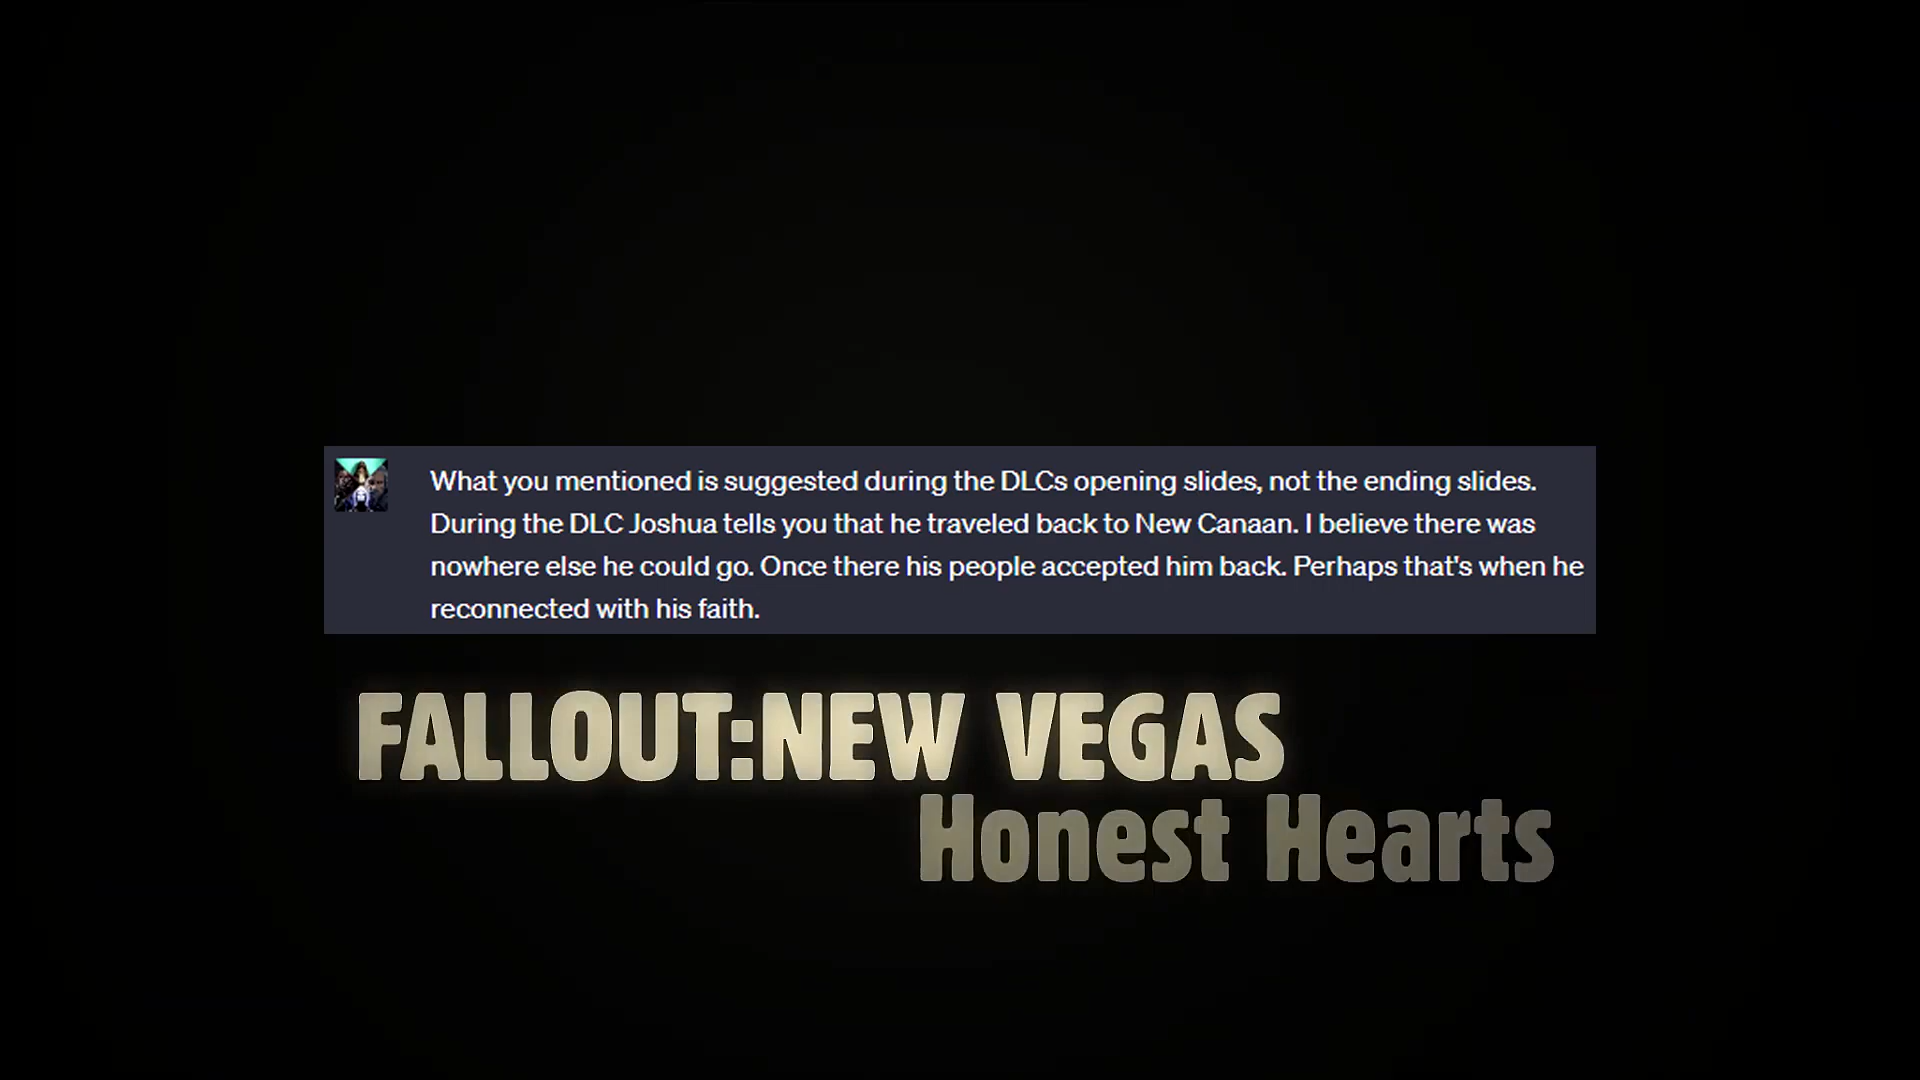 What you mentioned is suggested during the DLCs opening slides, not the ending slides.
During the DLC Joshua tells you that he traveled back to New Canaan. I believe there was
nowhere else he could go. Once there his people accepted him back. Perhaps that's when he
reconnected with his faith.
FALLOUT:NEW VEGAS
Honest Hearts